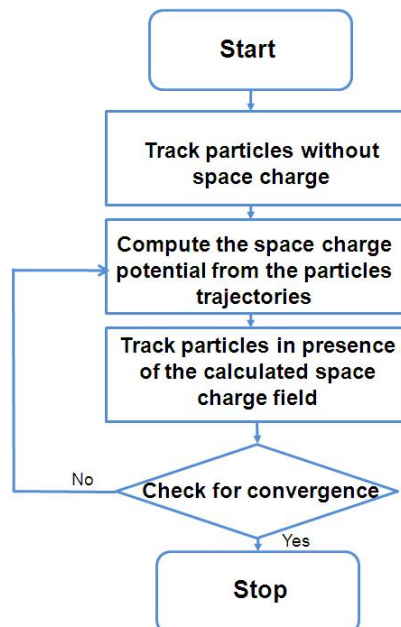 Start
Track particles without
space charge
Compute the space charge
potential from the particles
trajectories
Track particles in presence
of the calculated space
charge field
No
Check for convergence
Yes
Stop